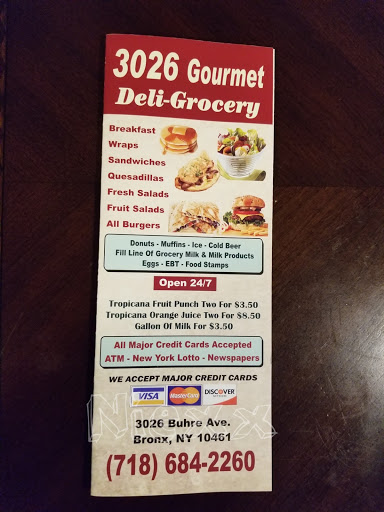 3026 Gourmet
Deli-Grocery
Breakfast
Wraps
Sandwiches
Quesadillas
Fresh Salads
Fruit Salads
All Burgers
Donuts - Muffins - Ice - Cold Beer
Fill Line Of Grocery Milk & Milk Products
Eggs - EBT - Food Stamps
Open 24/7
Tropicana Fruit Punch Two For $3.50
Tropicana Orange Juice Two For $8.50
Gallon Of Milk For $3.50
All Major Credit Cards Accepted
ATM - New York Lotto - Newspapers
WE ACCEPT MAJOR CREDIT CARDS
VISA MasterCard DISCOVER
3026 Buhre Ave.
Bronx, NY 10461
(718) 684-2260